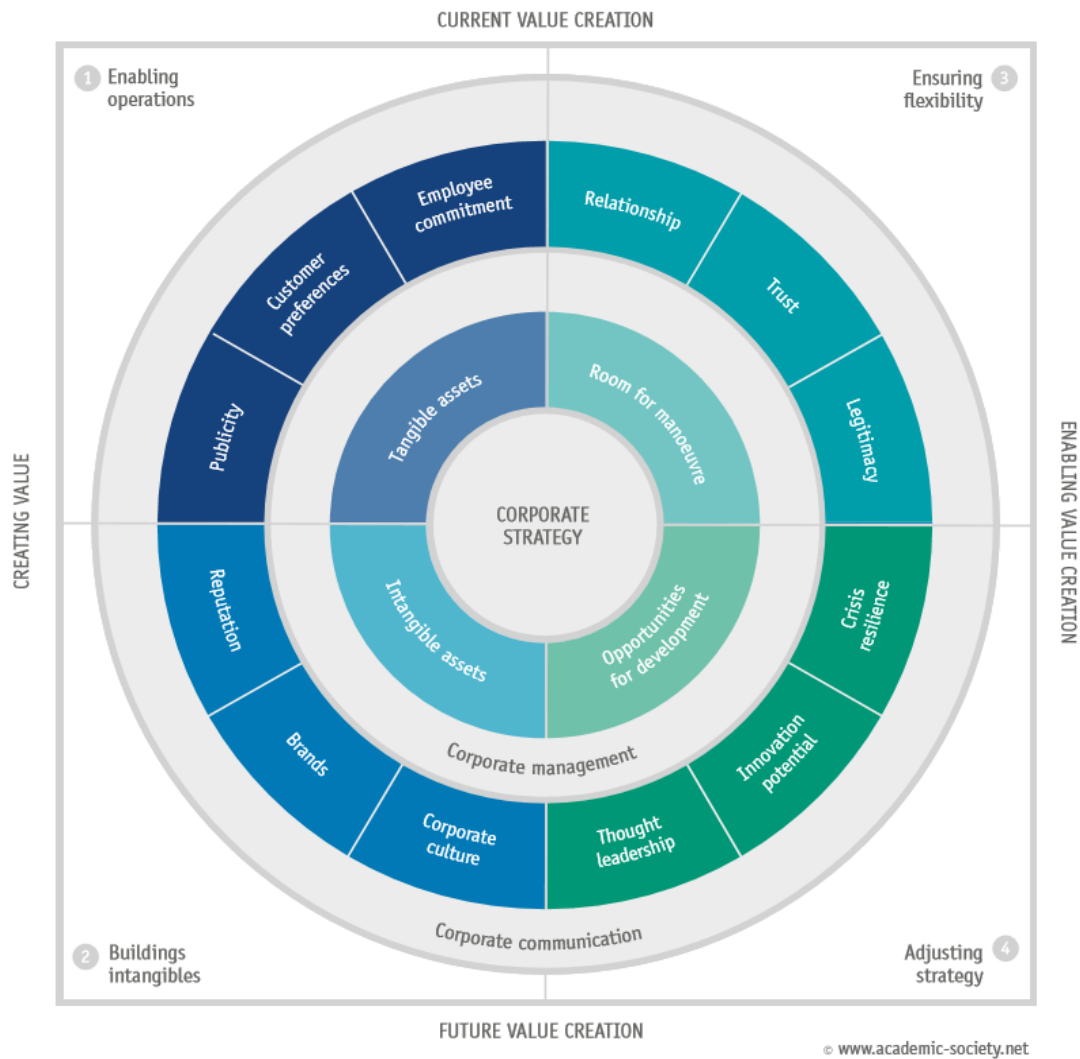 CURRENT VALUE CREATION
1 Enabling
operations
Ensuring 3
flexibility
Employee
commitment
Relationship
Customer
preferences
Trust
Publicity
Legitimacy
Tangible assets
Room for manoeuvre
CREATING VALUE
CORPORATE
STRATEGY
ENABLING VALUE CREATION
Reputation
Intangible assets
Opportunities
for development
Crisis
resilience
Brands
Corporate management
Innovation
potential
Corporate
culture
Thought
leadership
Corporate communication
2 Buildings
intangibles
Adjusting 4
strategy
FUTURE VALUE CREATION
© www.academic-society.net